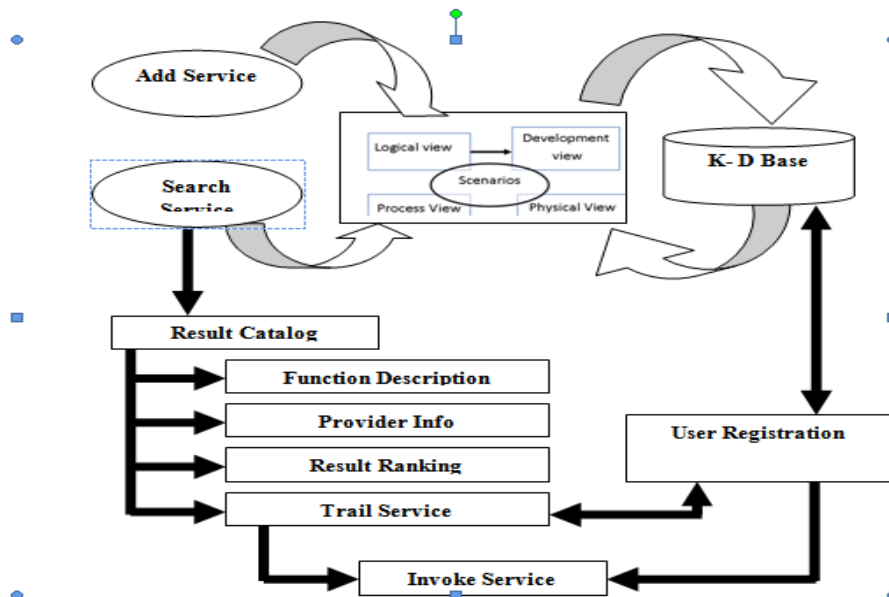 Add Service
Logical view
Development
view
K- D Base
Search
Service
Scenarios
Process View
Physical View
Result Catalog
Function Description
Provider Info
User Registration
Result Ranking
Trail Service
Invoke Service